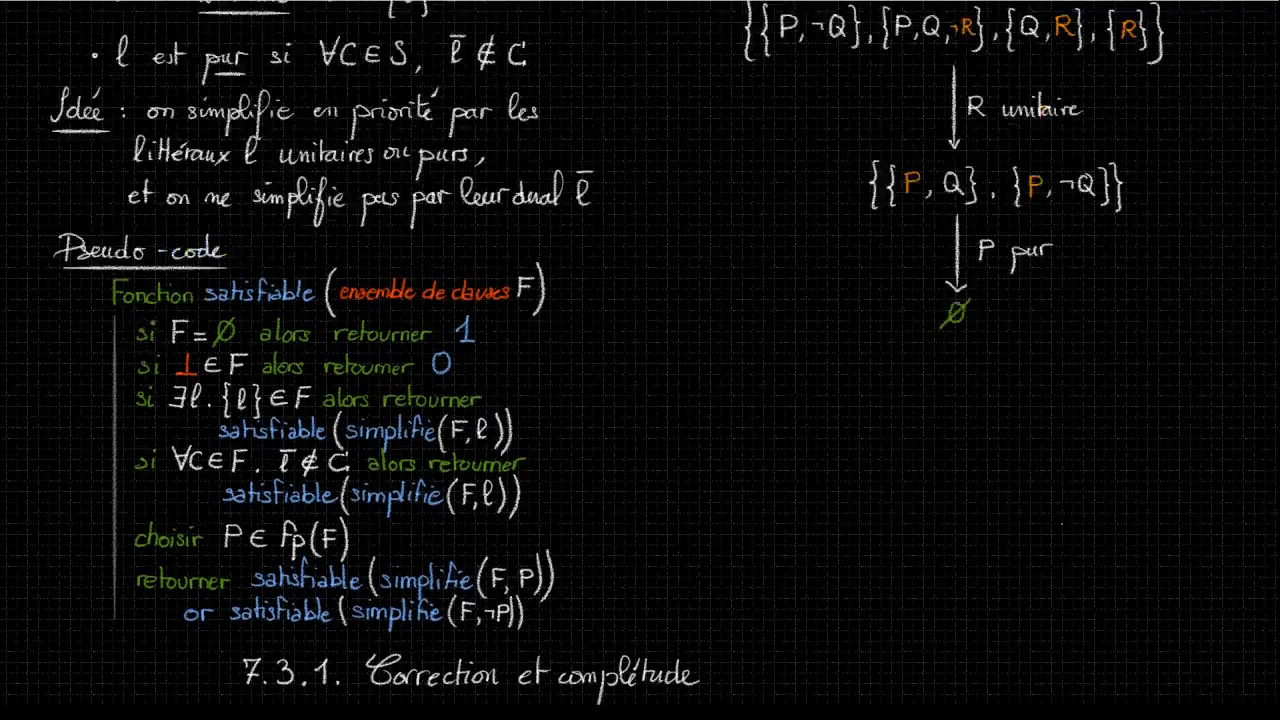 • l est pur si ∀C∈S, l̄ ∉ C
Idée : on simplifie en priorité par les
littéraux l unitaires ou purs,
et on ne simplifie pas par leur dual l̄
Pseudo-code
Fonction satisfiable (ensemble de clauses F)
si F = ∅ alors retourner 1
si ⊥ ∈ F alors retourner 0
si ∃l. {l} ∈ F alors retourner
satisfiable (simplifie (F, l))
si ∀C∈F. l̄ ∉ C alors retourner
satisfiable (simplifie (F, l))
choisir P ∈ fp(F)
retourner satisfiable (simplifie (F, P))
or satisfiable (simplifie (F, ¬P))
7.3.1. Correction et complétude
{{P, ¬Q}, {P, Q, ¬R}, {Q, R}, {R}}
R unitaire
{{P, Q}, {P, ¬Q}}
P pur
∅